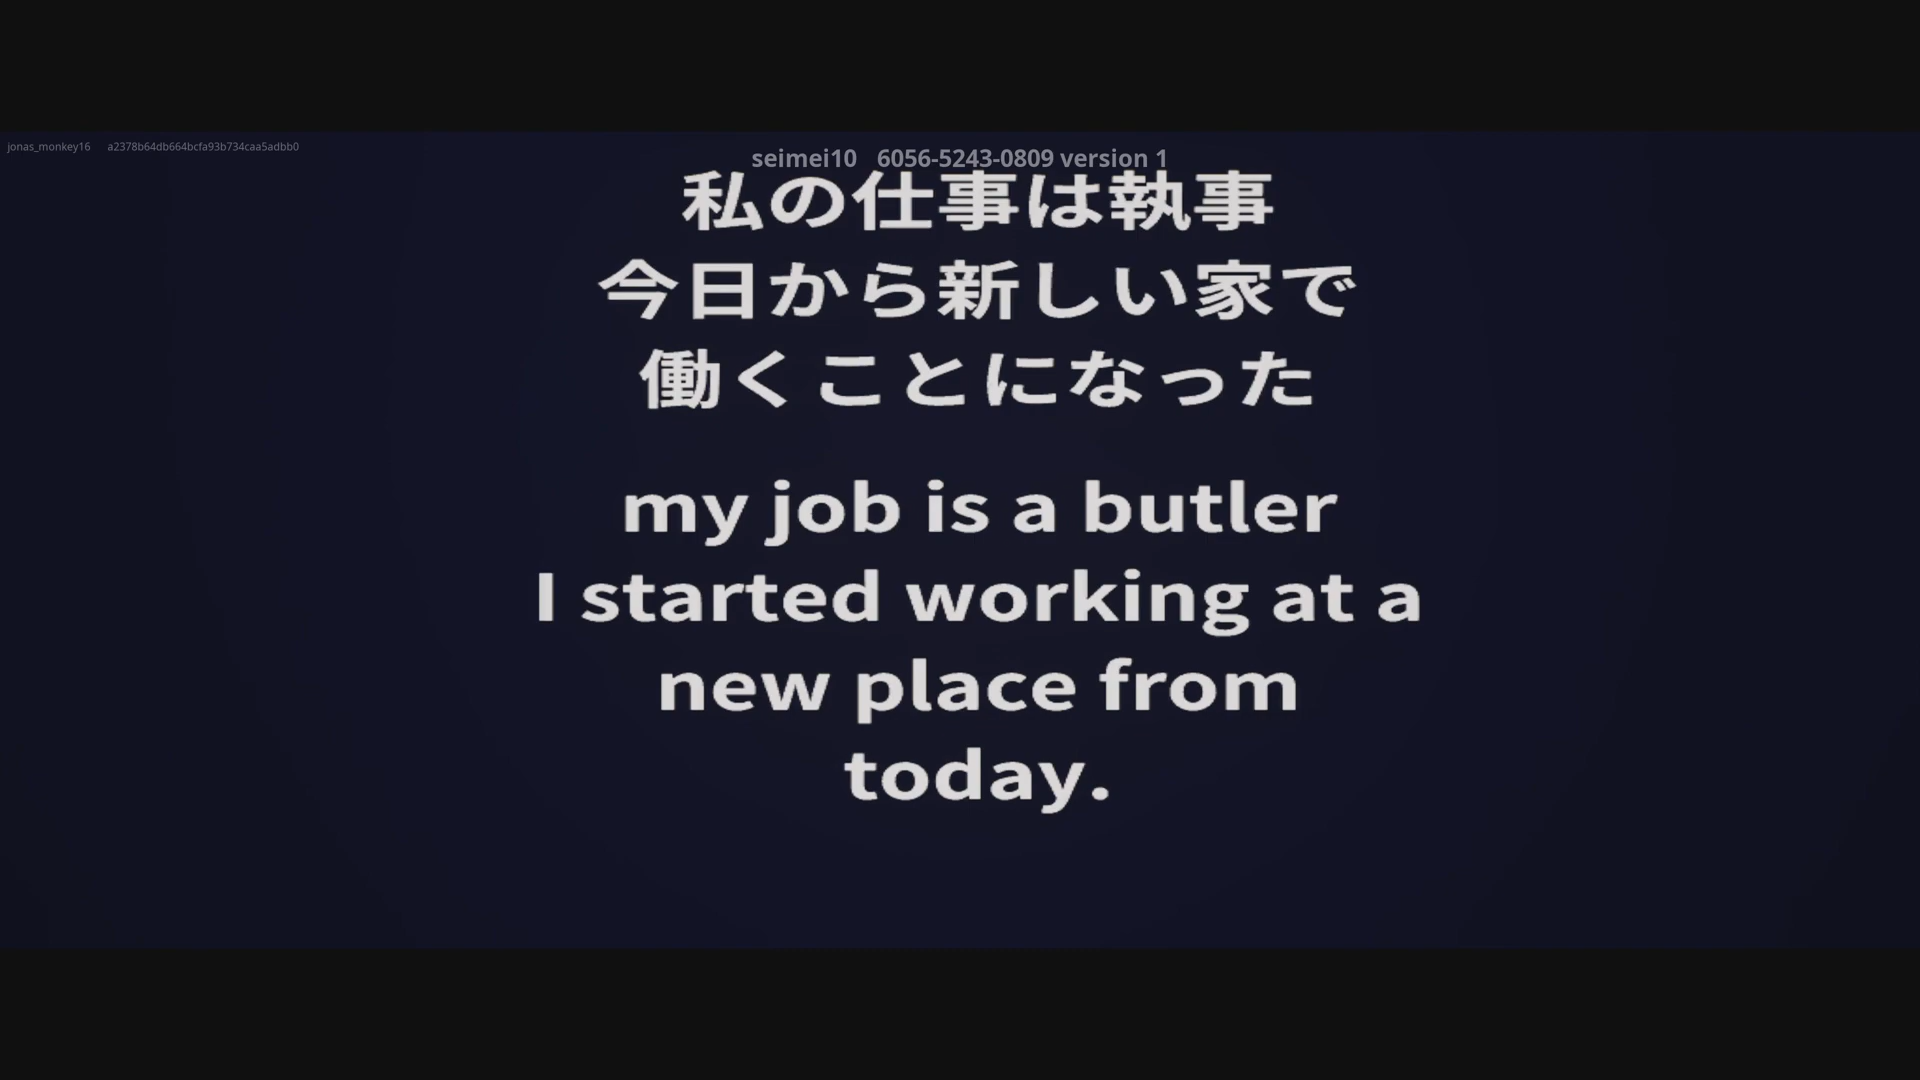 jonas_monkey16 a2378b64db664bcfa93b734caa5adbb0
seimei10 6056-5243-0809 version 1
私の仕事は執事
今日から新しい家で
働くことになった
my job is a butler
I started working at a
new place from
today.